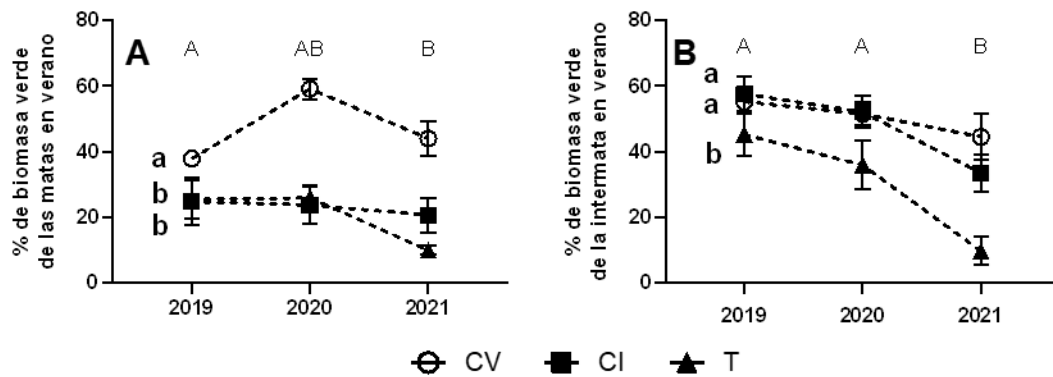 % de biomasa verde
de las matas en verano
80
60
40
20
0
A
A
AB
B
a
b
b
2019
2020
2021
% de biomasa verde
de la intermata en verano
80
60
40
20
0
B
A
A
B
a
a
b
2019
2020
2021
CV
CI
T